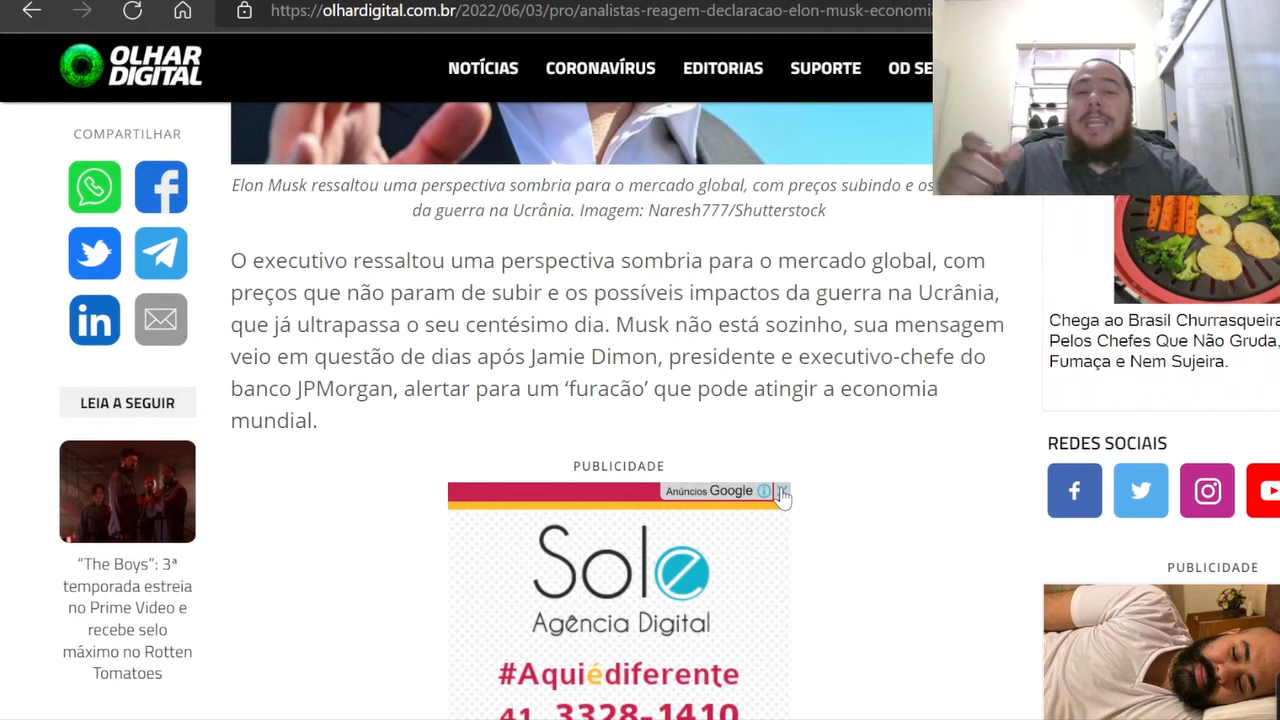 https://olhardigital.com.br/2022/06/03/pro/analistas-reagem-declaracao-elon-musk-economia
OLHAR
DIGITAL
NOTÍCIAS
CORONAVÍRUS
EDITORIAS
SUPORTE
OD SE
COMPARTILHAR
Elon Musk ressaltou uma perspectiva sombria para o mercado global, com preços subindo e os
da guerra na Ucrânia. Imagem: Naresh777/Shutterstock
O executivo ressaltou uma perspectiva sombria para o mercado global, com
preços que não param de subir e os possíveis impactos da guerra na Ucrânia,
que já ultrapassa o seu centésimo dia. Musk não está sozinho, sua mensagem
veio em questão de dias após Jamie Dimon, presidente e executivo-chefe do
banco JPMorgan, alertar para um ‘furacão’ que pode atingir a economia
mundial.
LEIA A SEGUIR
“The Boys”: 3ª
temporada estreia
no Prime Video e
recebe selo
máximo no Rotten
Tomatoes
PUBLICIDADE
Anúncios Google
Sole
Agência Digital
#Aquiédiferente
41 3328-1410
Chega ao Brasil Churrasqueira
Pelos Chefes Que Não Gruda,
Fumaça e Nem Sujeira.
REDES SOCIAIS
PUBLICIDADE